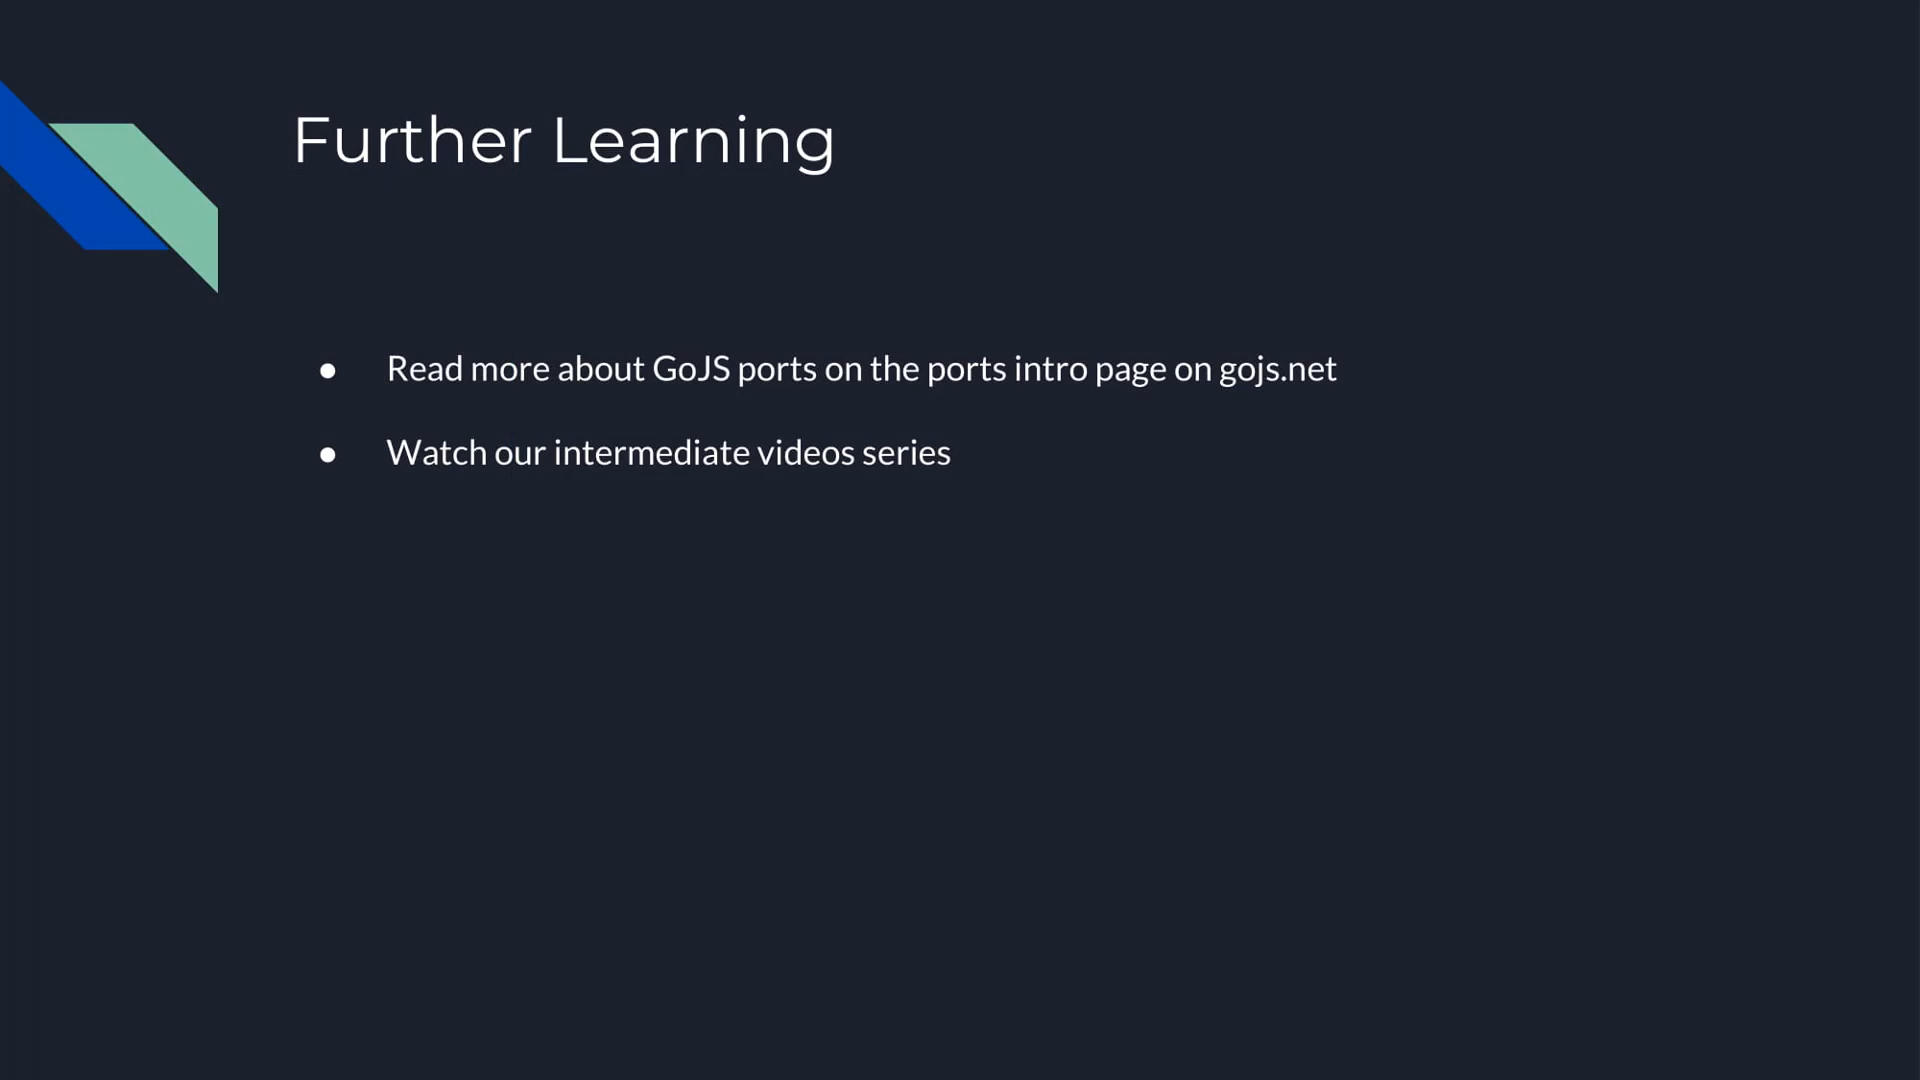 Further Learning
● Read more about GoJS ports on the ports intro page on gojs.net
● Watch our intermediate videos series